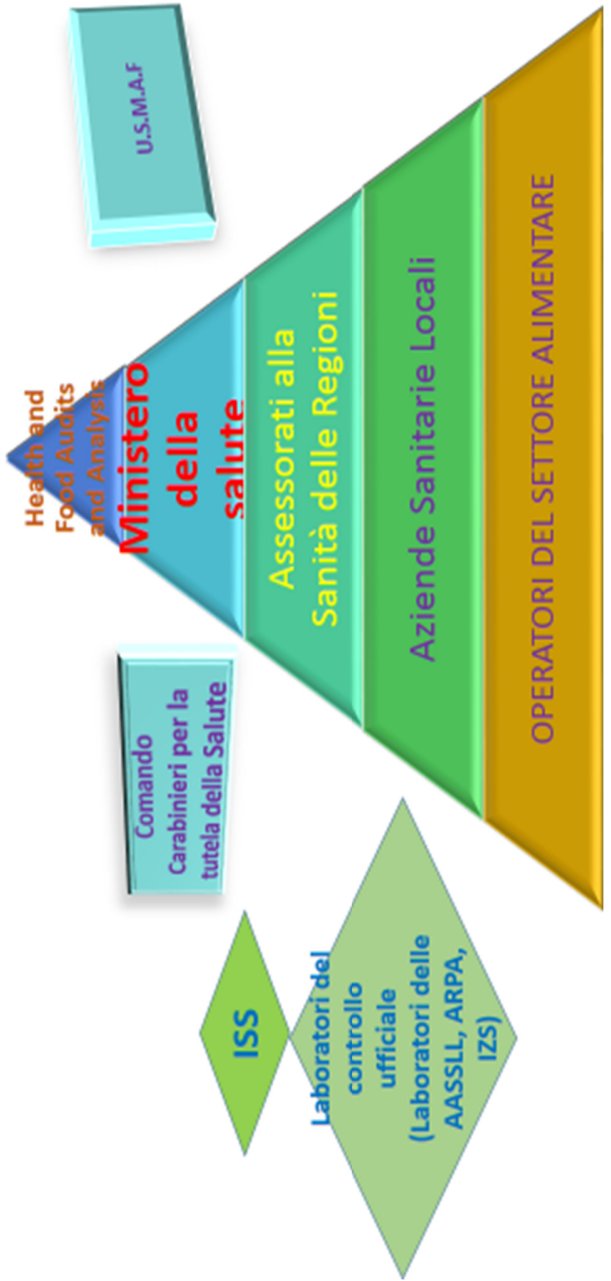 Health and
Food Audits
and Analysis
Ministero
della
salute
Assessorati alla
Sanità delle Regioni
Aziende Sanitarie Locali
OPERATORI DEL SETTORE ALIMENTARE
U.S.M.A.F
Comando
Carabinieri per la
tutela della Salute
ISS
Laboratori del
controllo
ufficiale
(Laboratori delle
AASSLL, ARPA,
IZS)